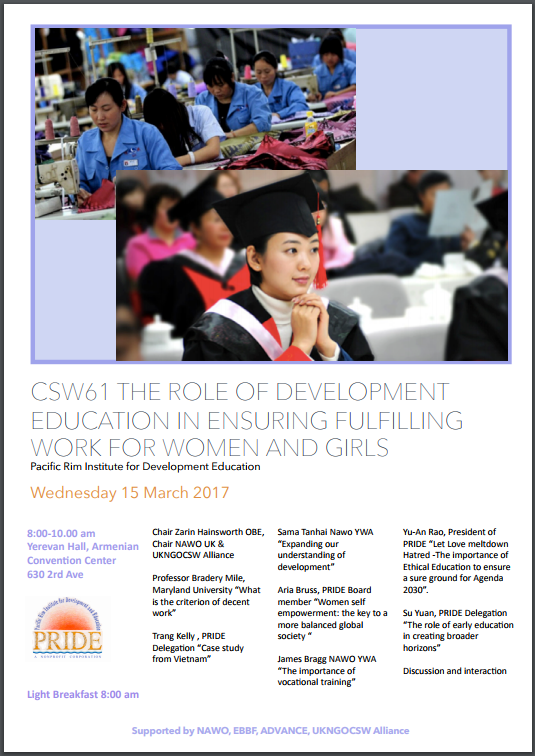 CSW61 THE ROLE OF DEVELOPMENT
EDUCATION IN ENSURING FULFILLING
WORK FOR WOMEN AND GIRLS
Pacific Rim Institute for Development Education
Wednesday 15 March 2017
8:00-10.00 am
Yerevan Hall, Armenian
Convention Center
630 2rd Ave
Pacific Rim Institute for Development and Education
PRIDE
A NONPROFIT CORPORATION
Light Breakfast 8:00 am
Chair Zarin Hainsworth OBE,
Chair NAWO UK &
UKNGOCSW Alliance
Professor Bradery Mile,
Maryland University “What
is the criterion of decent
work”
Trang Kelly , PRIDE
Delegation “Case study
from Vietnam”
Sama Tanhai Nawo YWA
“Expanding our
understanding of
development”
Aria Bruss, PRIDE Board
member “Women self
empowerment: the key to a
more balanced global
society “
James Bragg NAWO YWA
“The importance of
vocational training”
Yu-An Rao, President of
PRIDE “Let Love meltdown
Hatred -The importance of
Ethical Education to ensure
a sure ground for Agenda
2030”.
Su Yuan, PRIDE Delegation
“The role of early education
in creating broader
horizons”
Discussion and interaction
Supported by NAWO, EBBF, ADVANCE, UKNGOCSW Alliance